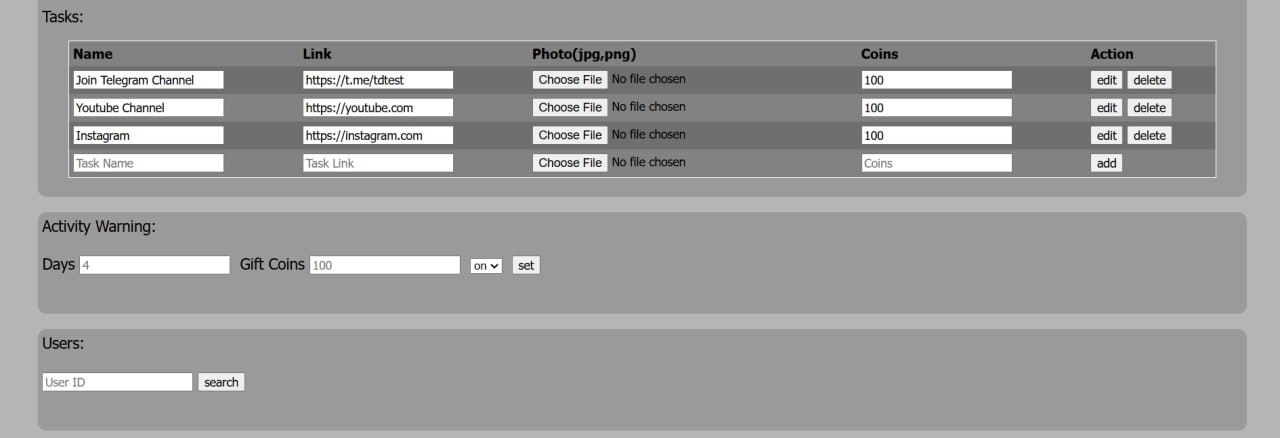 Tasks:
Name Link Photo(jpg,png) Coins Action
Join Telegram Channel https://t.me/tdtest Choose File No file chosen 100 edit delete
Youtube Channel https://youtube.com Choose File No file chosen 100 edit delete
Instagram https://instagram.com Choose File No file chosen 100 edit delete
Task Name Task Link Choose File No file chosen Coins add
Activity Warning:
Days 4 Gift Coins 100 on set
Users:
User ID search